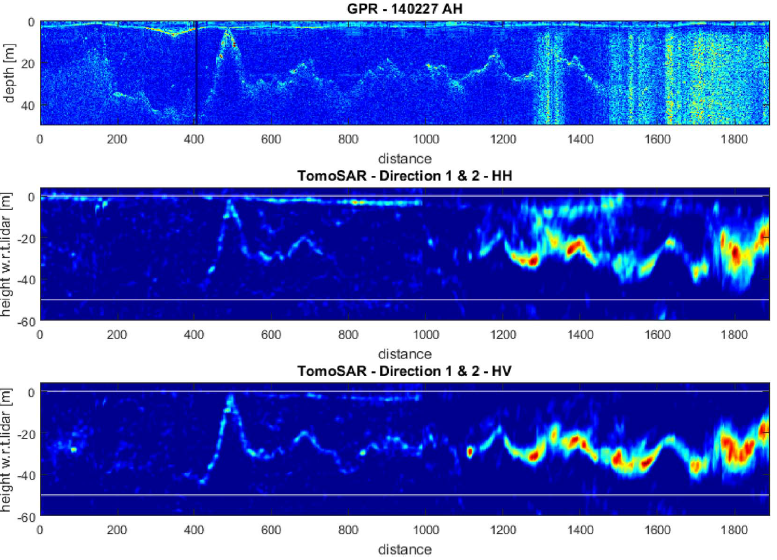 GPR - 140227 AH
depth [m]
0
20
40
0 200 400 600 800 1000 1200 1400 1600 1800
distance
TomoSAR - Direction 1 & 2 - HH
height w.r.t.lidar [m]
0
-20
-40
-60
0 200 400 600 800 1000 1200 1400 1600 1800
distance
TomoSAR - Direction 1 & 2 - HV
height w.r.t.lidar [m]
0
-20
-40
-60
0 200 400 600 800 1000 1200 1400 1600 1800
distance